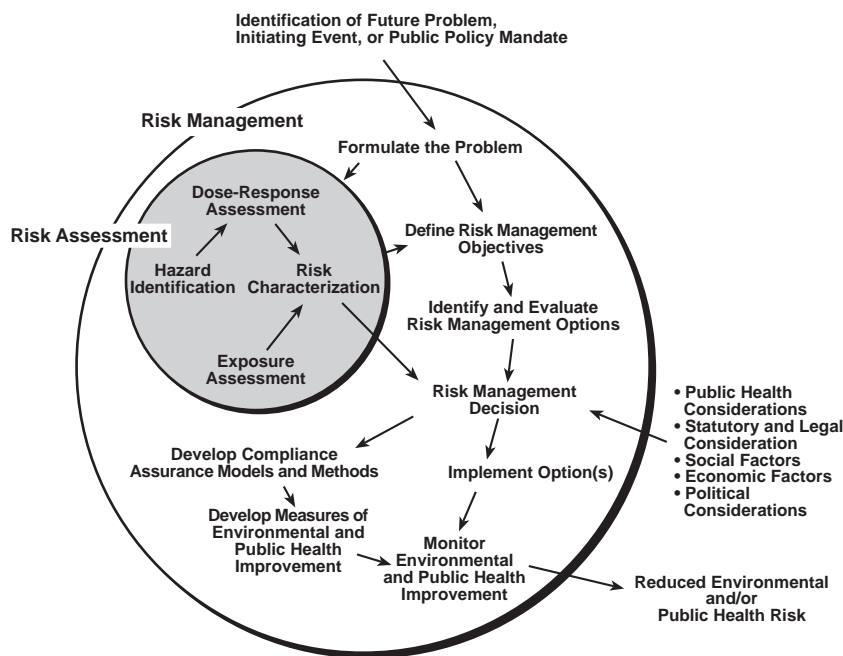 Identification of Future Problem,
Initiating Event, or Public Policy Mandate
Risk Management
Formulate the Problem
Dose-Response
Assessment
Risk Assessment
Define Risk Management
Objectives
Hazard
Identification
Risk
Characterization
Identify and Evaluate
Risk Management Options
Exposure
Assessment
Risk Management
Decision
• Public Health
Considerations
• Statutory and Legal
Consideration
• Social Factors
• Economic Factors
• Political
Considerations
Develop Compliance
Assurance Models and Methods
Implement Option(s)
Develop Measures of
Environmental and
Public Health
Improvement
Monitor
Environmental
and Public Health
Improvement
Reduced Environmental
and/or
Public Health Risk